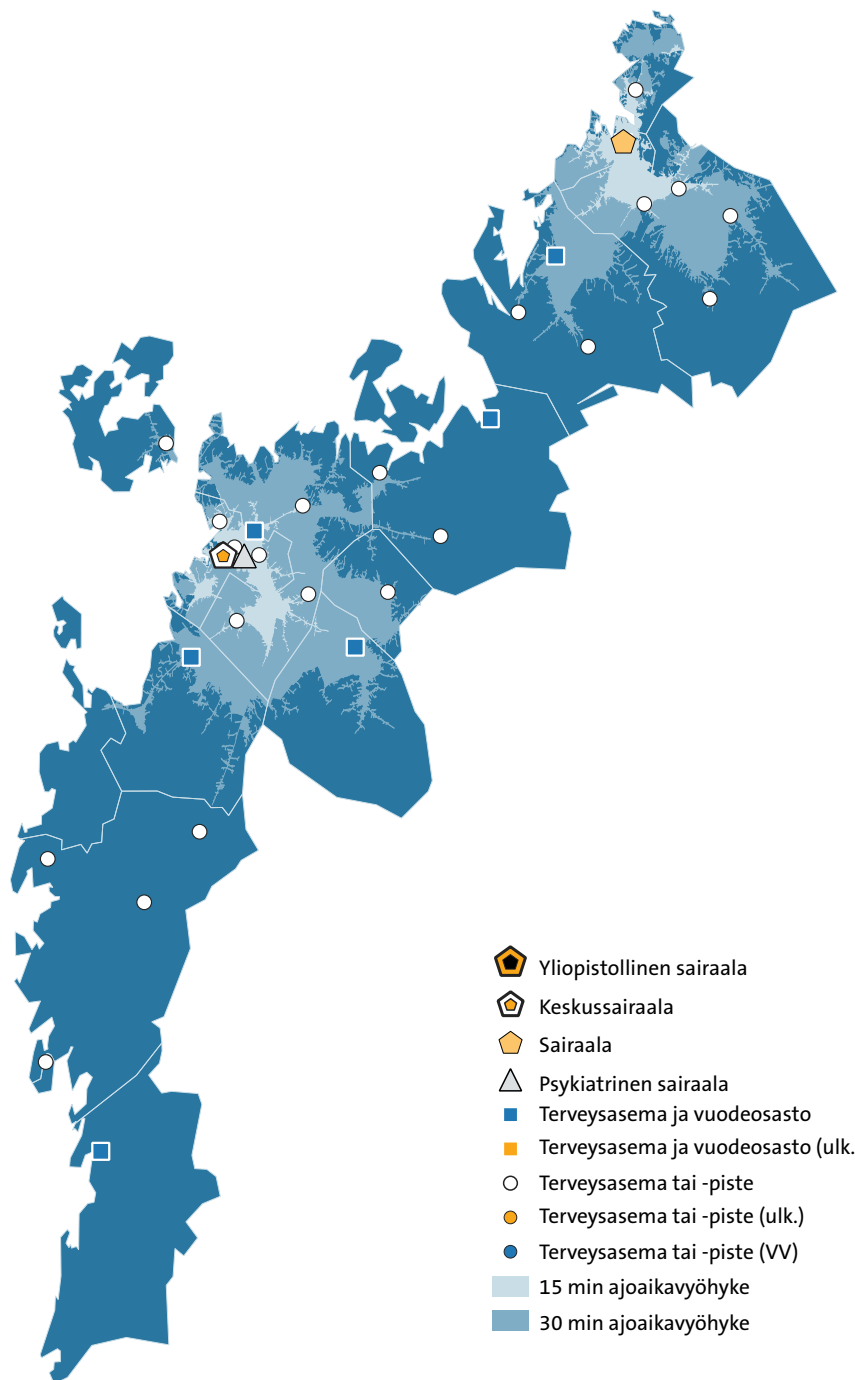 Yliopistollinen sairaala
Keskussairaala
Sairaala
Psykiatrinen sairaala
Terveysasema ja vuodeosasto
Terveysasema ja vuodeosasto (ulk.
Terveysasema tai -piste
Terveysasema tai -piste (ulk.)
Terveysasema tai -piste (VV)
15 min ajoaikavyöhyke
30 min ajoaikavyöhyke